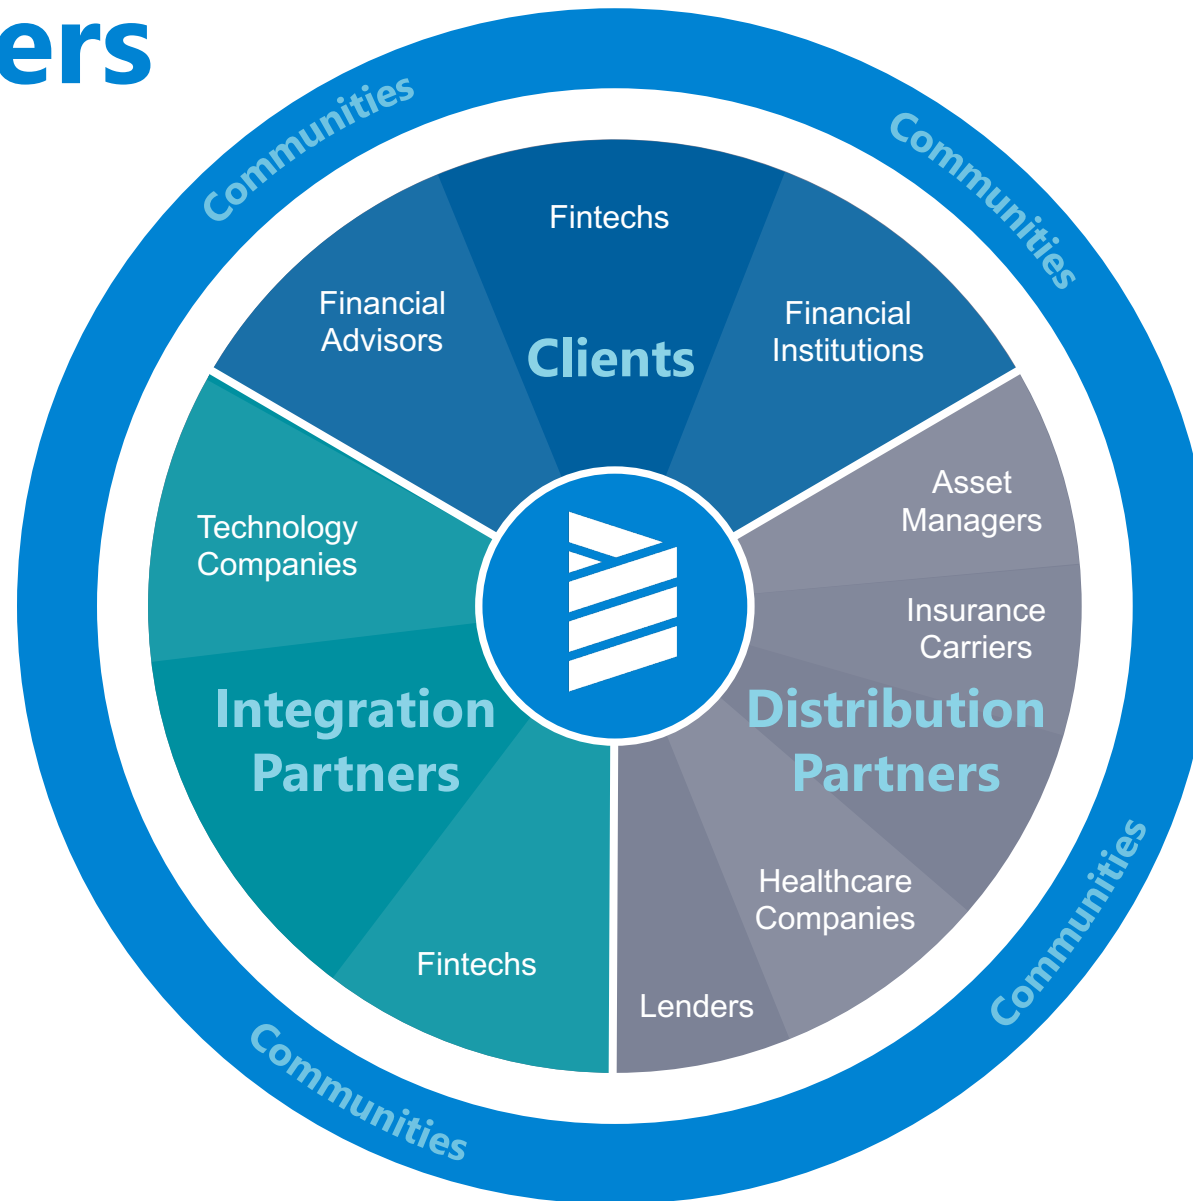 ers
Communities
Communities
Fintechs
Financial
Advisors
Financial
Institutions
Clients
Asset
Managers
Technology
Companies
Insurance
Carriers
Integration
Partners
Distribution
Partners
Healthcare
Companies
Fintechs
Lenders
Communities
Communities